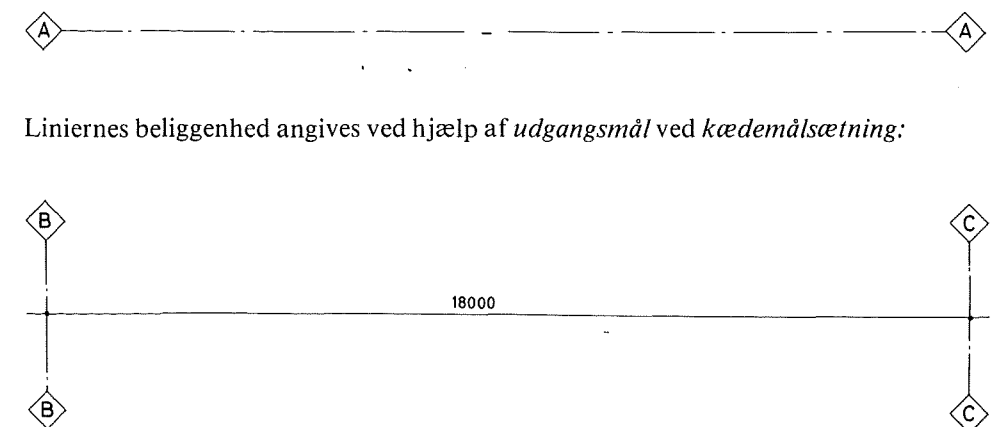 A A
Liniernes beliggenhed angives ved hjælp af udgangsmål ved kædemålsætning:
B C
18000
B C